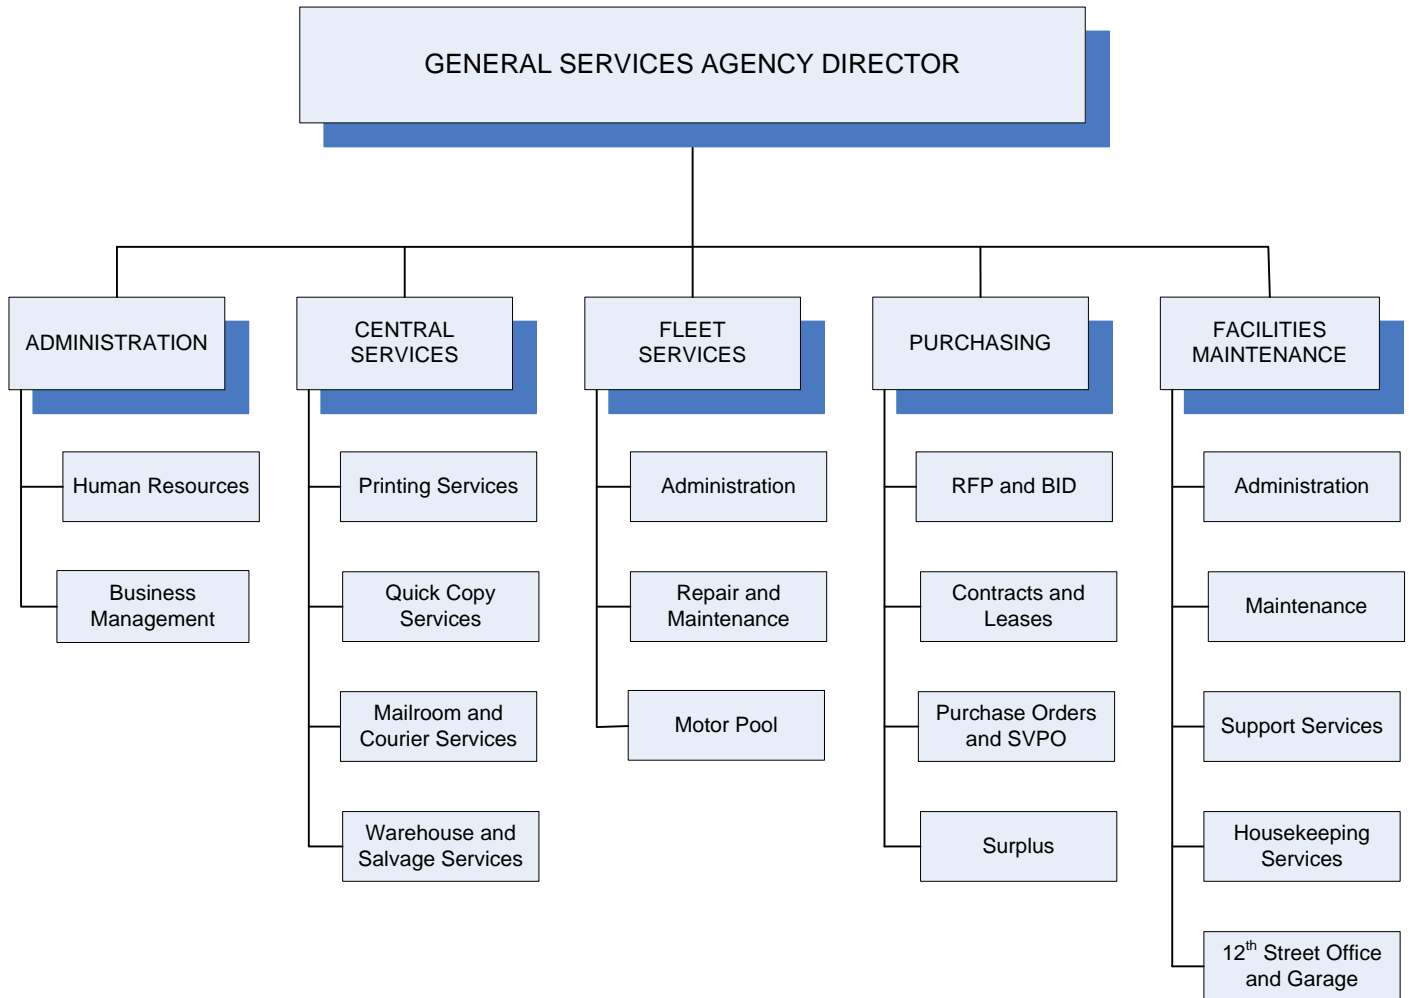 GENERAL SERVICES AGENCY DIRECTOR
ADMINISTRATION
CENTRAL
SERVICES
FLEET
SERVICES
PURCHASING
FACILITIES
MAINTENANCE
Human Resources
Business
Management
Printing Services
Quick Copy
Services
Mailroom and
Courier Services
Warehouse and
Salvage Services
Administration
Repair and
Maintenance
Motor Pool
RFP and BID
Contracts and
Leases
Purchase Orders
and SVPO
Surplus
Administration
Maintenance
Support Services
Housekeeping
Services
12th Street Office
and Garage